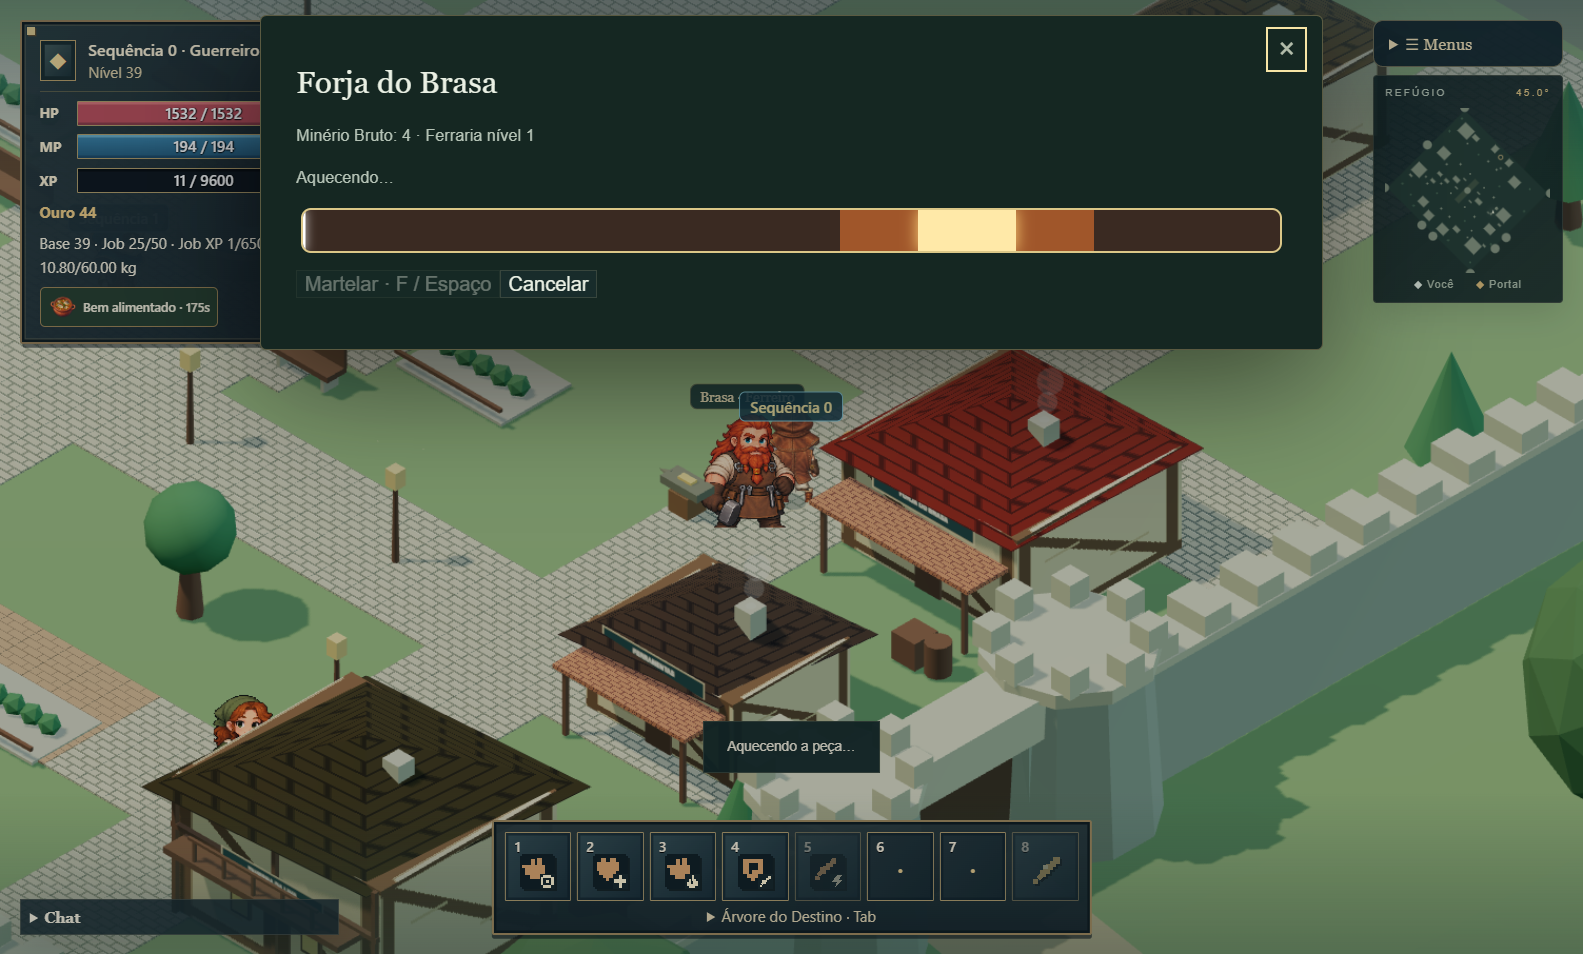 Sequência 0 · Guerreiro
Nível 39
HP 1532 / 1532
MP 194 / 194
XP 11 / 9600
Ouro 44
Base 39 · Job 25/50 · Job XP 1/650
10.80/60.00 kg
Bem alimentado · 175s
Forja do Brasa
×
Minério Bruto: 4 · Ferraria nível 1
Aquecendo...
Martelar · F / Espaço
Cancelar
▶ ☰ Menus
REFÚGIO 45.0°
◆ Você ◆ Portal
Brasa · Ferreiro
Sequência 0
Aquecendo a peça...
1 2 3 4 5 6 7 8
▶ Árvore do Destino · Tab
▶ Chat